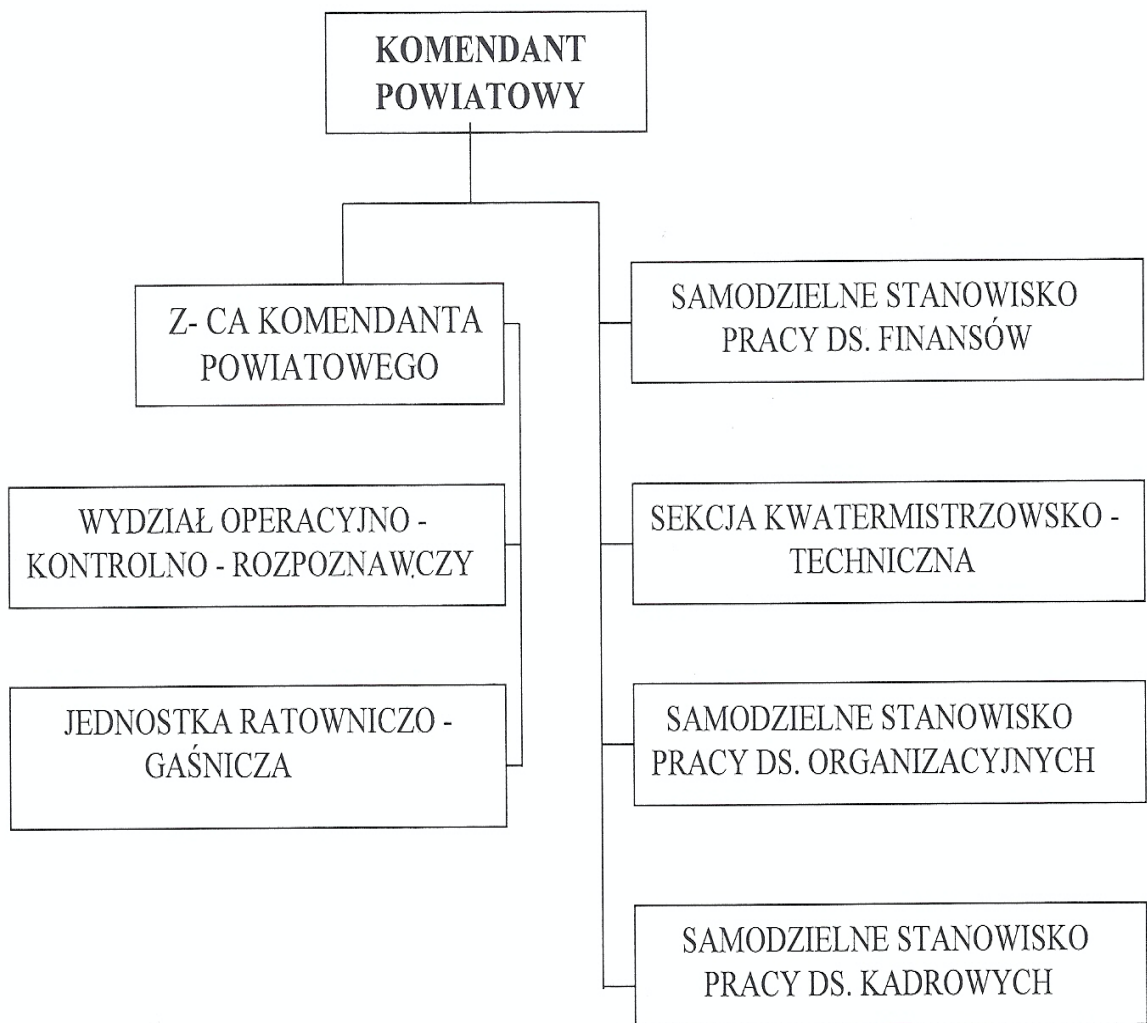 KOMENDANT
POWIATOWY
Z- CA KOMENDANTA
POWIATOWEGO
WYDZIAŁ OPERACYJNO -
KONTROLNO - ROZPOZNAWCZY
JEDNOSTKA RATOWNICZO -
GAŚNICZA
SAMODZIELNE STANOWISKO
PRACY DS. FINANSÓW
SEKCJA KWATERMISTRZOWSKO -
TECHNICZNA
SAMODZIELNE STANOWISKO
PRACY DS. ORGANIZACYJNYCH
SAMODZIELNE STANOWISKO
PRACY DS. KADROWYCH